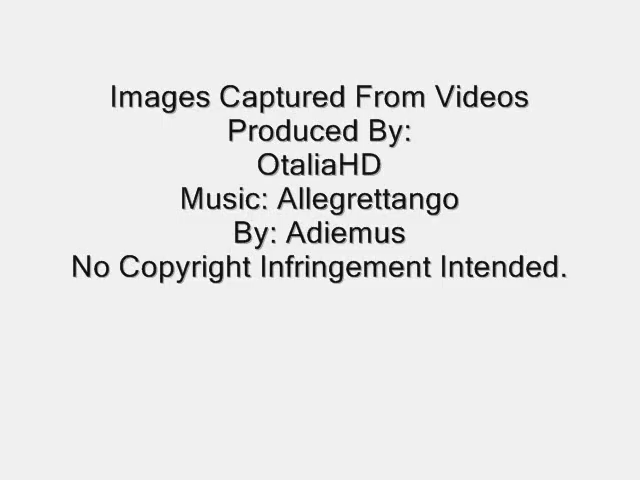 Images Captured From Videos
Produced By:
OtaliaHD
Music: Allegrettango
By: Adiemus
No Copyright Infringement Intended.